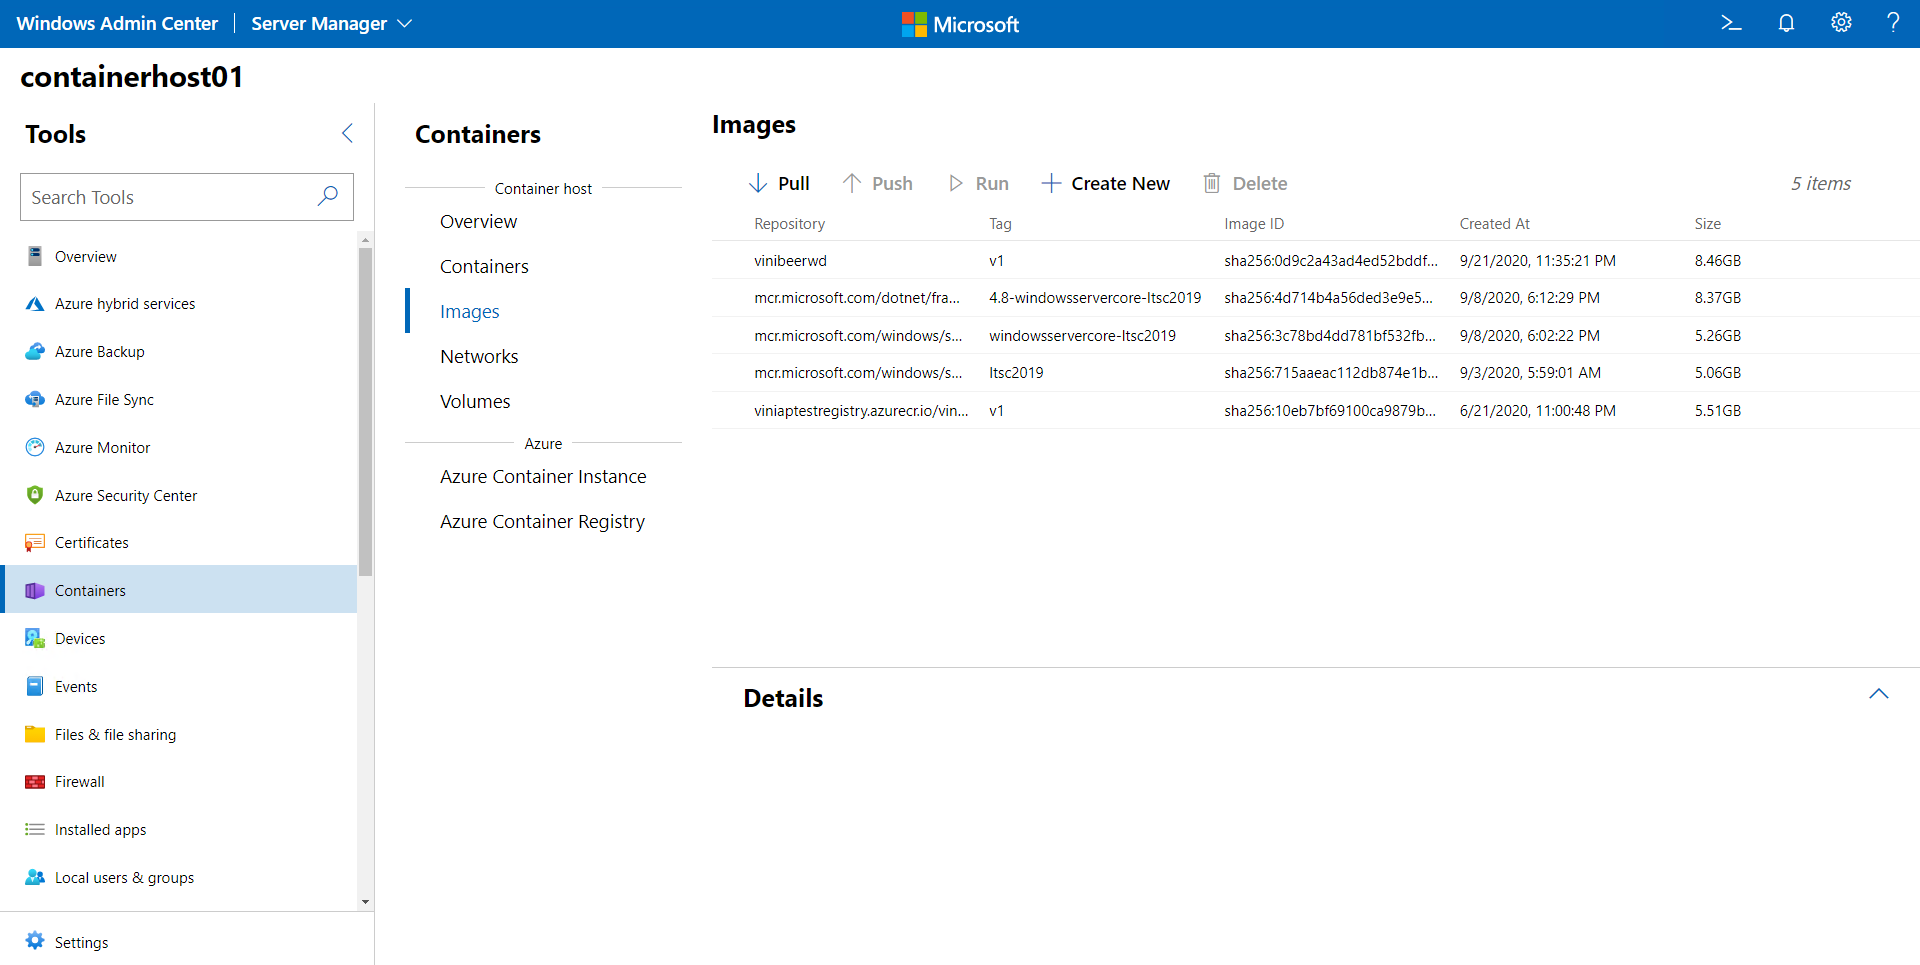 Windows Admin Center
Server Manager
Microsoft
containerhost01
Tools
Search Tools
Overview
Azure hybrid services
Azure Backup
Azure File Sync
Azure Monitor
Azure Security Center
Certificates
Containers
Devices
Events
Files & file sharing
Firewall
Installed apps
Local users & groups
Settings
Containers
Container host
Overview
Containers
Images
Networks
Volumes
Azure
Azure Container Instance
Azure Container Registry
Images
Pull Push Run Create New Delete 5 items
Repository Tag Image ID Created At Size
vinibeerwd v1 sha256:0d9c2a43ad4ed52bddf... 9/21/2020, 11:35:21 PM 8.46GB
mcr.microsoft.com/dotnet/fra... 4.8-windowsservercore-ltsc2019 sha256:4d714b4a56ded3e9e5... 9/8/2020, 6:12:29 PM 8.37GB
mcr.microsoft.com/windows/s... windowsservercore-ltsc2019 sha256:3c78bd4dd781bf532fb... 9/8/2020, 6:02:22 PM 5.26GB
mcr.microsoft.com/windows/s... ltsc2019 sha256:715aaeac112db874e1b... 9/3/2020, 5:59:01 AM 5.06GB
viniaptestregistry.azurecr.io/vin... v1 sha256:10eb7bf69100ca9879b... 6/21/2020, 11:00:48 PM 5.51GB
Details